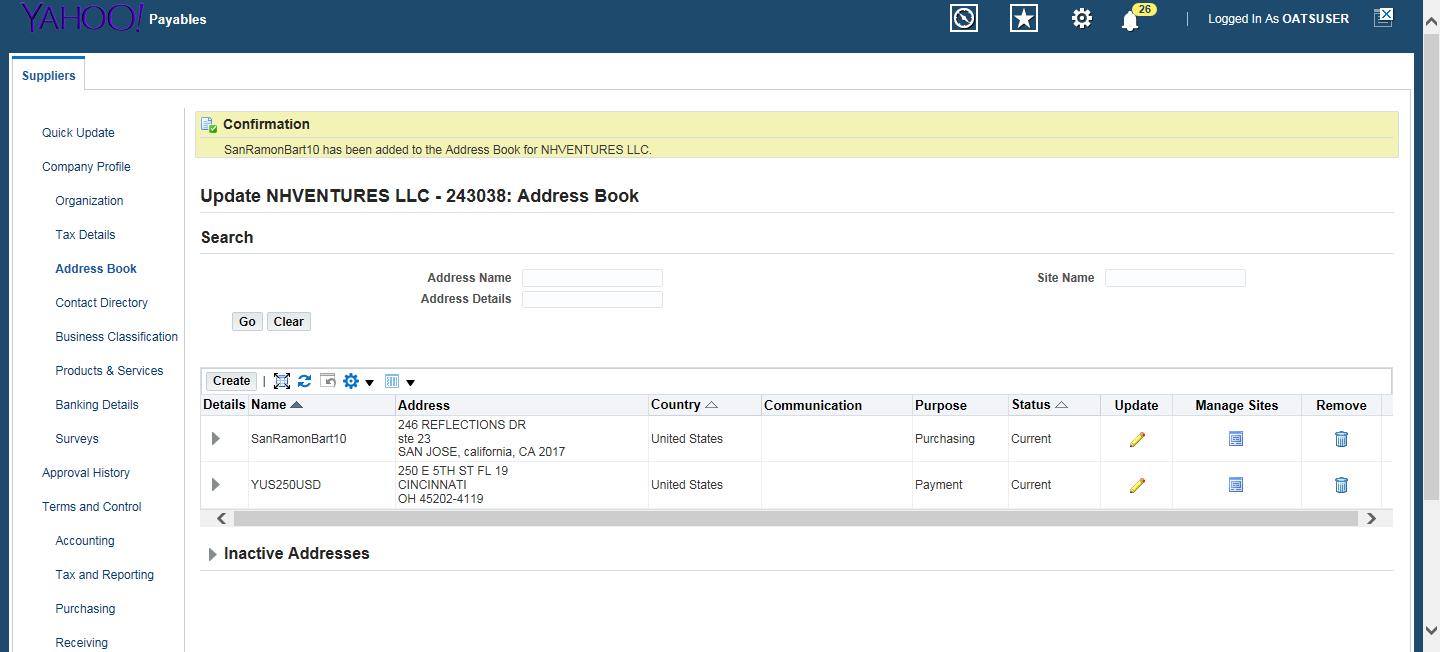 YAHOO! Payables 26 | Logged In As OATSUSER
Suppliers
Quick Update
Company Profile
Organization
Tax Details
Address Book
Contact Directory
Business Classification
Products & Services
Banking Details
Surveys
Approval History
Terms and Control
Accounting
Tax and Reporting
Purchasing
Receiving
Confirmation
SanRamonBart10 has been added to the Address Book for NHVENTURES LLC.
Update NHVENTURES LLC - 243038: Address Book
Search
Address Name
Site Name
Address Details
Go Clear
Create |
Details Name Address Country Communication Purpose Status Update Manage Sites Remove
SanRamonBart10 246 REFLECTIONS DR
ste 23
SAN JOSE, california, CA 2017 United States Purchasing Current
YUS250USD 250 E 5TH ST FL 19
CINCINNATI
OH 45202-4119 United States Payment Current
Inactive Addresses